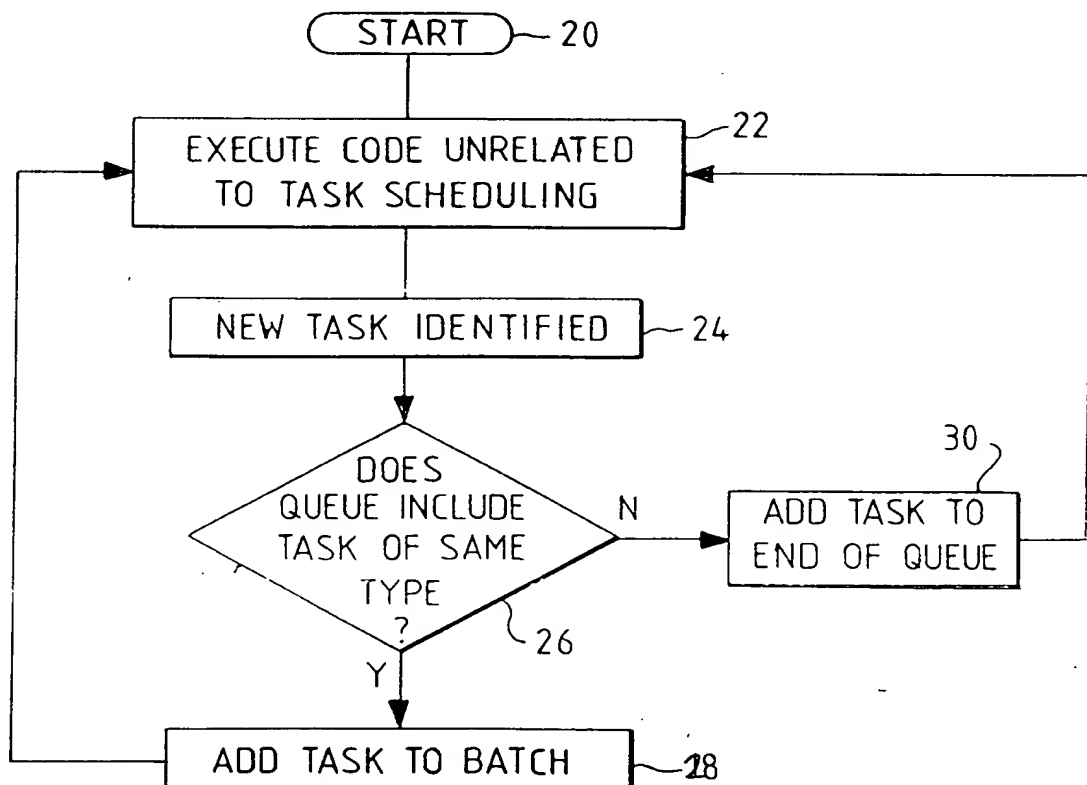 START
20
EXECUTE CODE UNRELATED
TO TASK SCHEDULING
22
NEW TASK IDENTIFIED
24
DOES
QUEUE INCLUDE
TASK OF SAME
TYPE
?
26
N
30
ADD TASK TO
END OF QUEUE
Y
ADD TASK TO BATCH
28